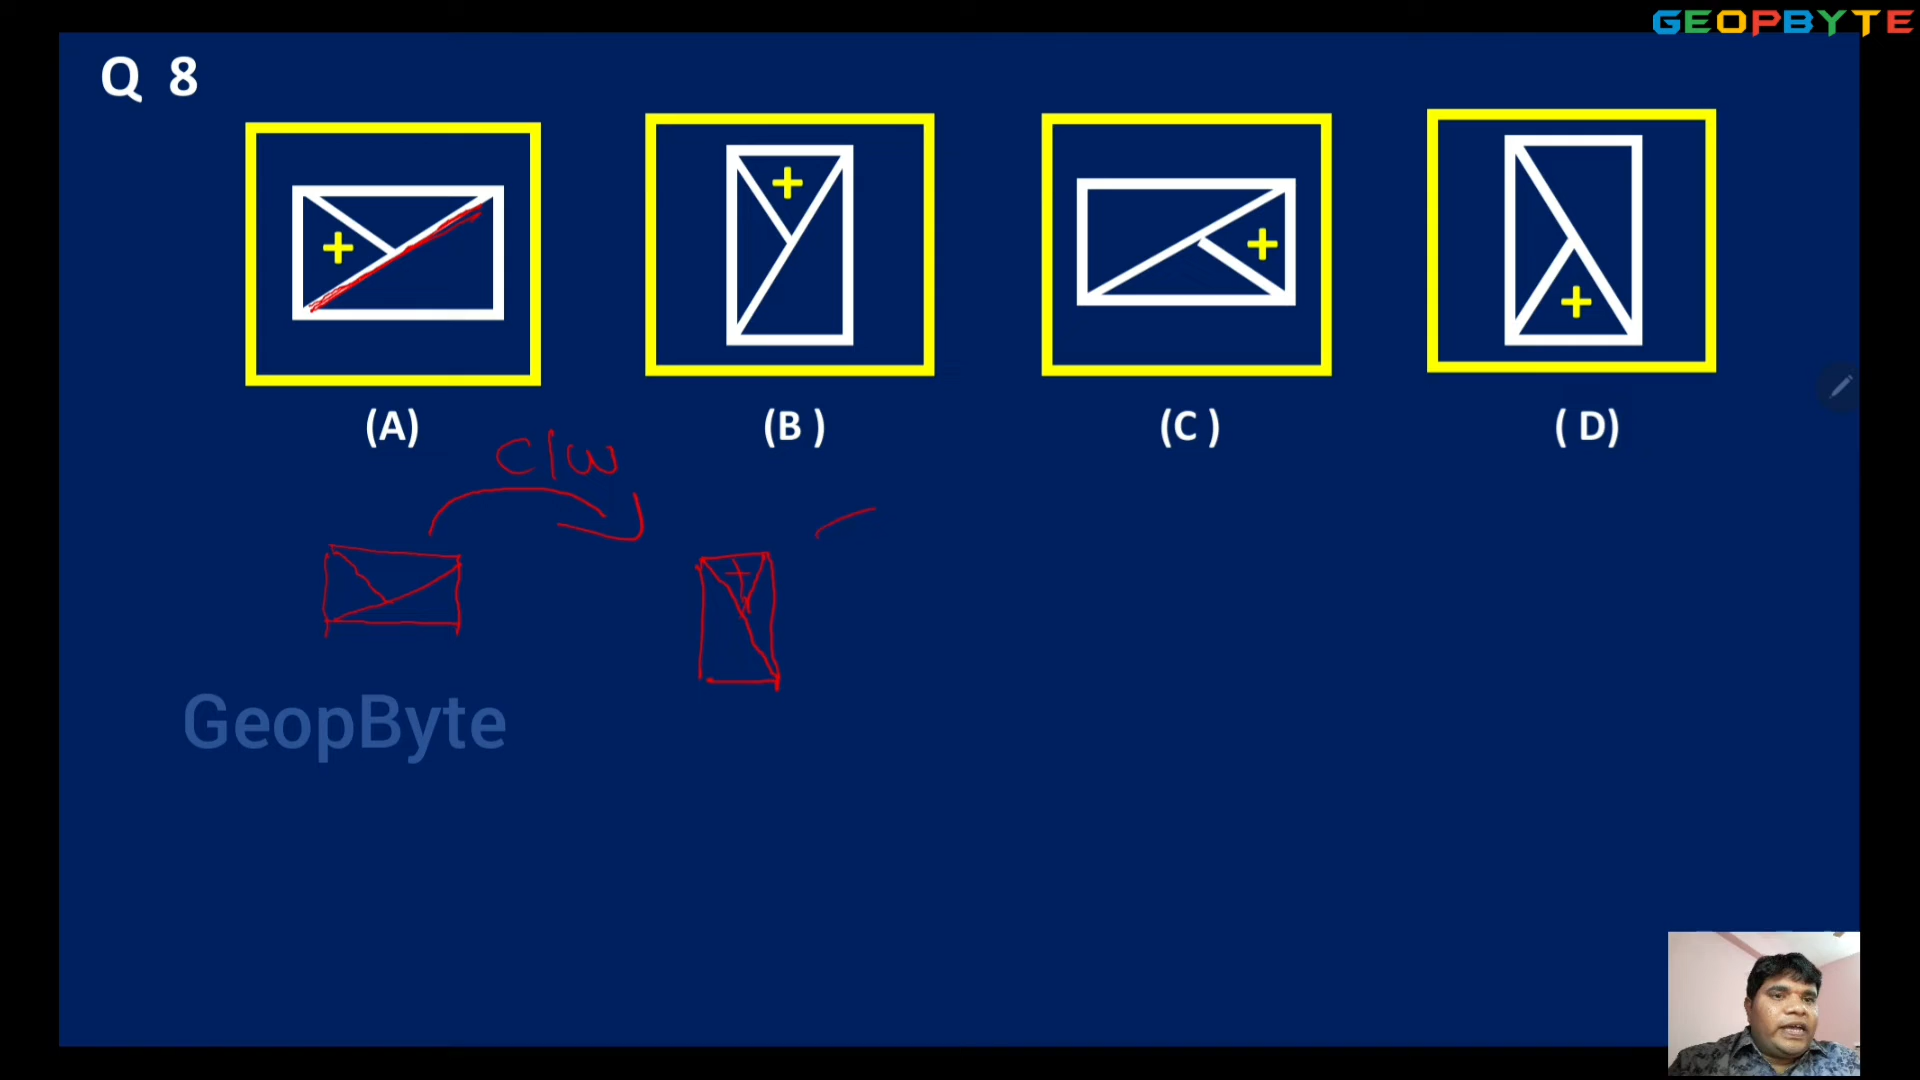 GEOPBYTE
Q 8
+ + + +
(A) (B ) (C ) ( D)
c/w
+
GeopByte